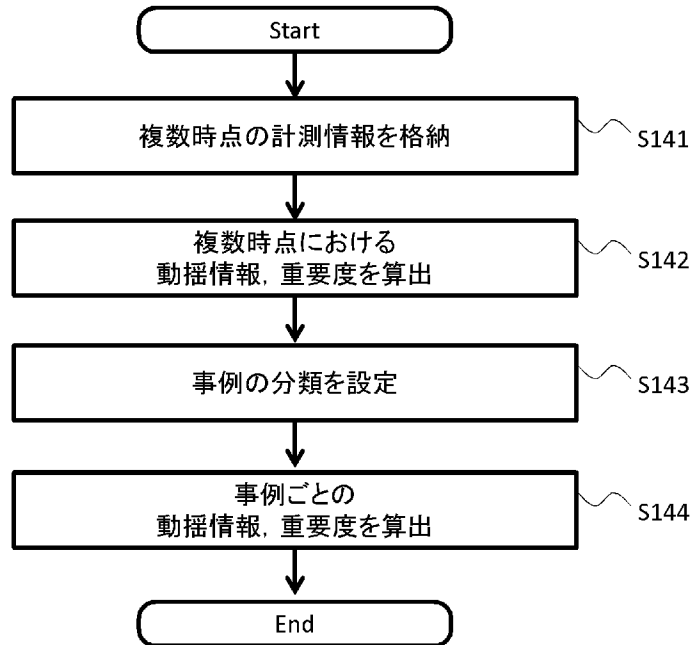 Start
複数時点の計測情報を格納
S141
複数時点における
動揺情報，重要度を算出
S142
事例の分類を設定
S143
事例ごとの
動揺情報，重要度を算出
S144
End